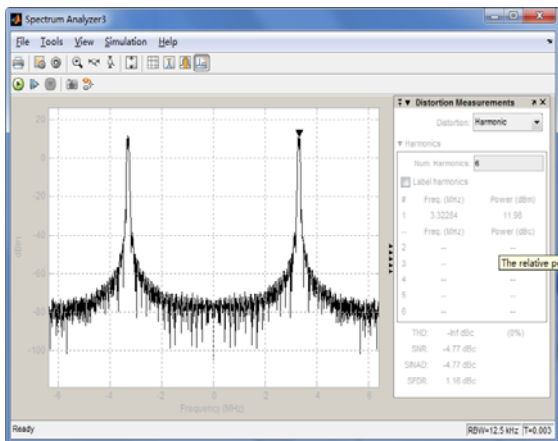 Spectrum Analyzer3
File Tools View Simulation Help
Distortion Measurements
Distortion: Harmonic
Harmonics
Num. Harmonics: 6
Label harmonics
# Freq. (MHz) Power (dBm)
1 3.32284 11.98
-- Freq. (MHz) Power (dBc)
2 -- --
3 -- --
The relative po
4 --
5 -- --
6 -- --
THD: -Inf dBc (0%)
SNR: -4.77 dBc
SINAD: -4.77 dBc
SFDR: 1.16 dBc
20
0
-20
-40
-60
-80
-100
dBm
-6 -4 -2 0 2 4 6
Frequency (MHz)
Ready RBW=12.5 kHz T=0.003